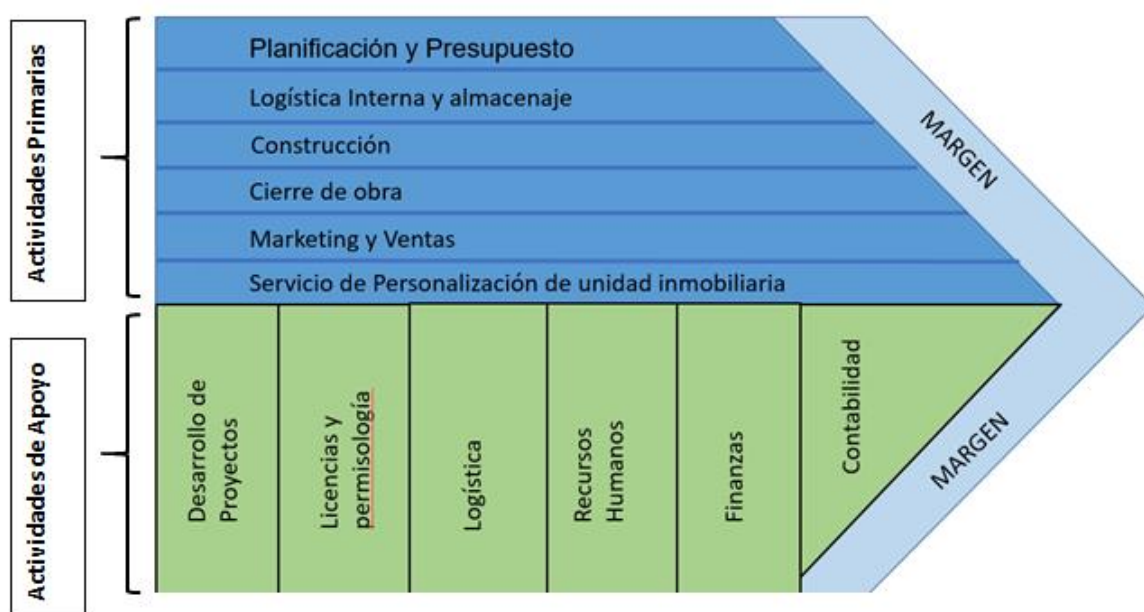 Actividades Primarias
Planificación y Presupuesto
Logística Interna y almacenaje
Construcción
Cierre de obra
Marketing y Ventas
Servicio de Personalización de unidad inmobiliaria
MARGEN
Actividades de Apoyo
Desarrollo de
Proyectos
Licencias y
permisología
Logística
Recursos
Humanos
Finanzas
Contabilidad
MARGEN